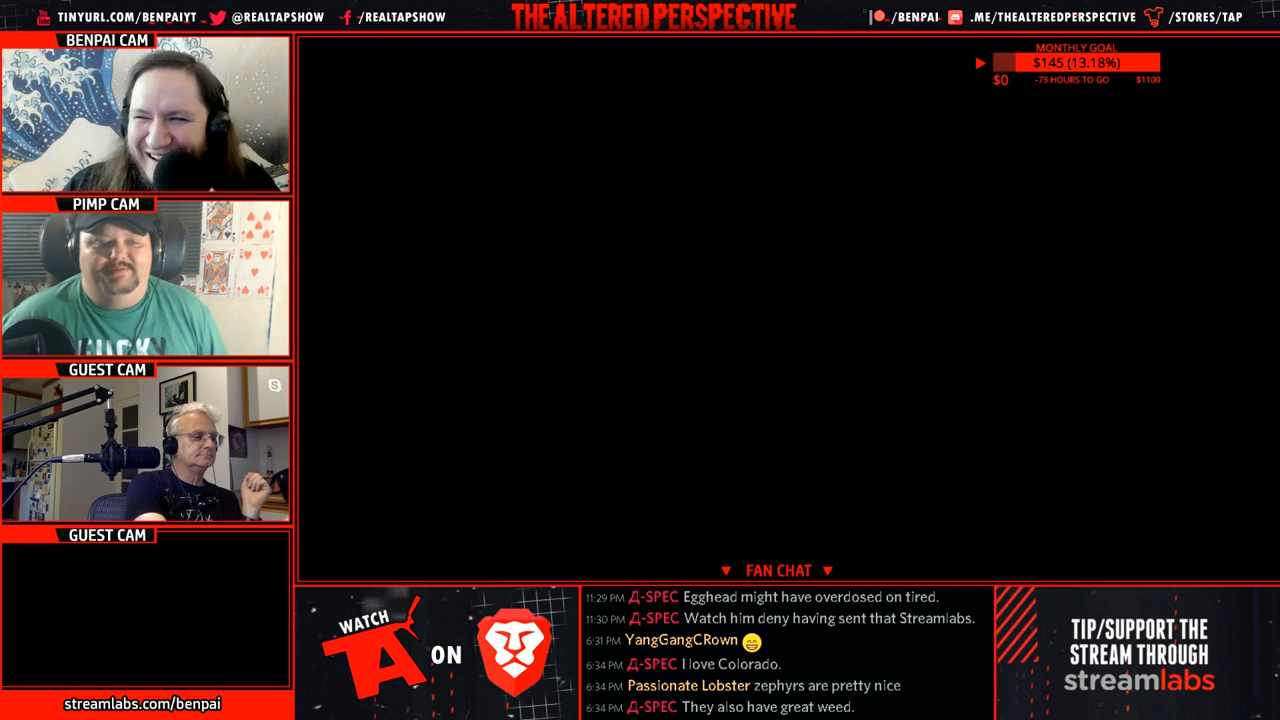 TINYURL.COM/BENPAIYT @REALTAPSHOW /REALTAPSHOW THE ALTERED PERSPECTIVE /BENPAI .ME/THEALTEREDPERSPECTIVE /STORES/TAP
BENPAI CAM
MONTHLY GOAL
$145 (13.18%)
$0 -73 HOURS TO GO $1100
PIMP CAM
GUEST CAM
GUEST CAM
FAN CHAT
11:29 PM Д-SPEC Egghead might have overdosed on tired.
11:30 PM Д-SPEC Watch him deny having sent that Streamlabs.
6:31 PM YangGangCRown
6:34 PM Д-SPEC I love Colorado.
6:34 PM Passionate Lobster zephyrs are pretty nice
6:34 PM Д-SPEC They also have great weed.
WATCH
TA ON
TIP/SUPPORT THE
STREAM THROUGH
streamlabs
streamlabs.com/benpai